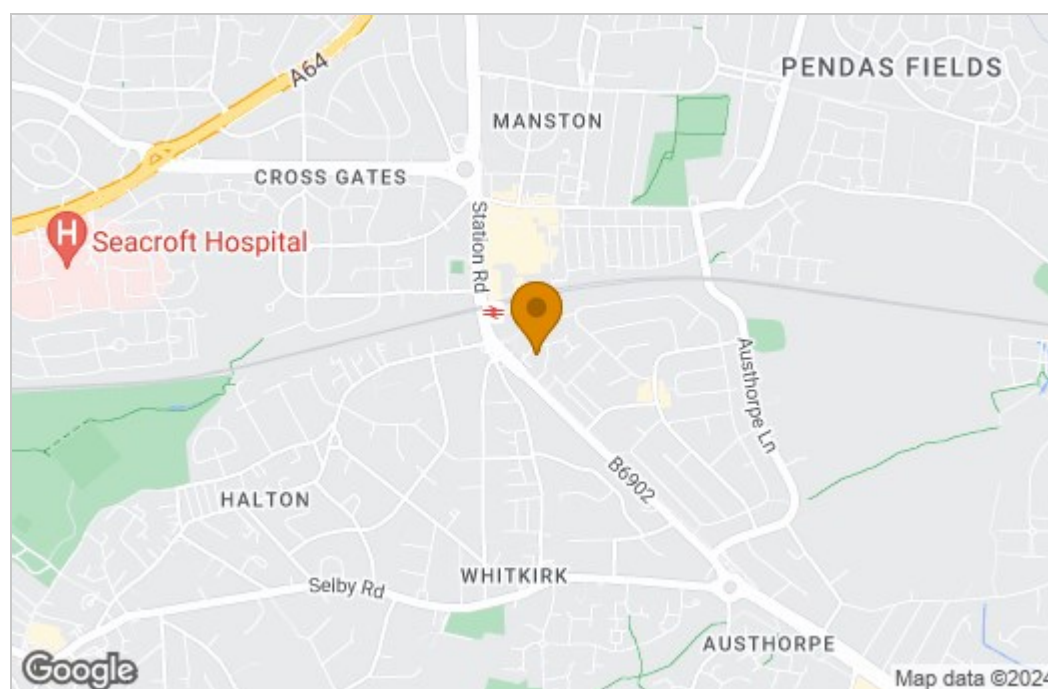 A64
PENDAS FIELDS
MANSTON
CROSS GATES
Station Rd
H
Seacroft Hospital
Austhorpe Ln
B6902
HALTON
WHITKIRK
Selby Rd
AUSTHORPE
Google
Map data ©2024